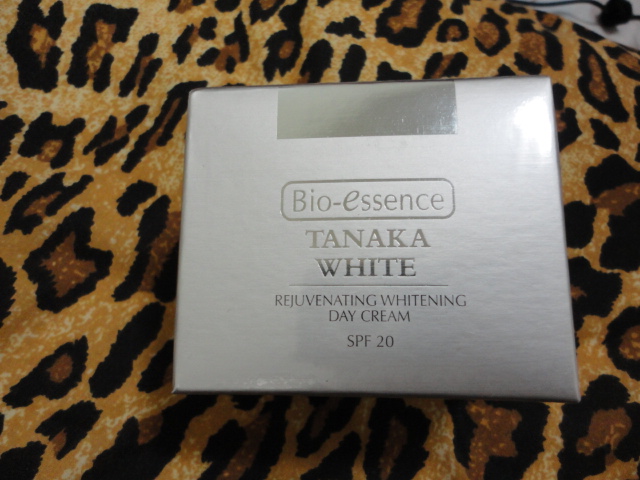 Bio-essence
TANAKA
WHITE
REJUVENATING WHITENING
DAY CREAM
SPF 20